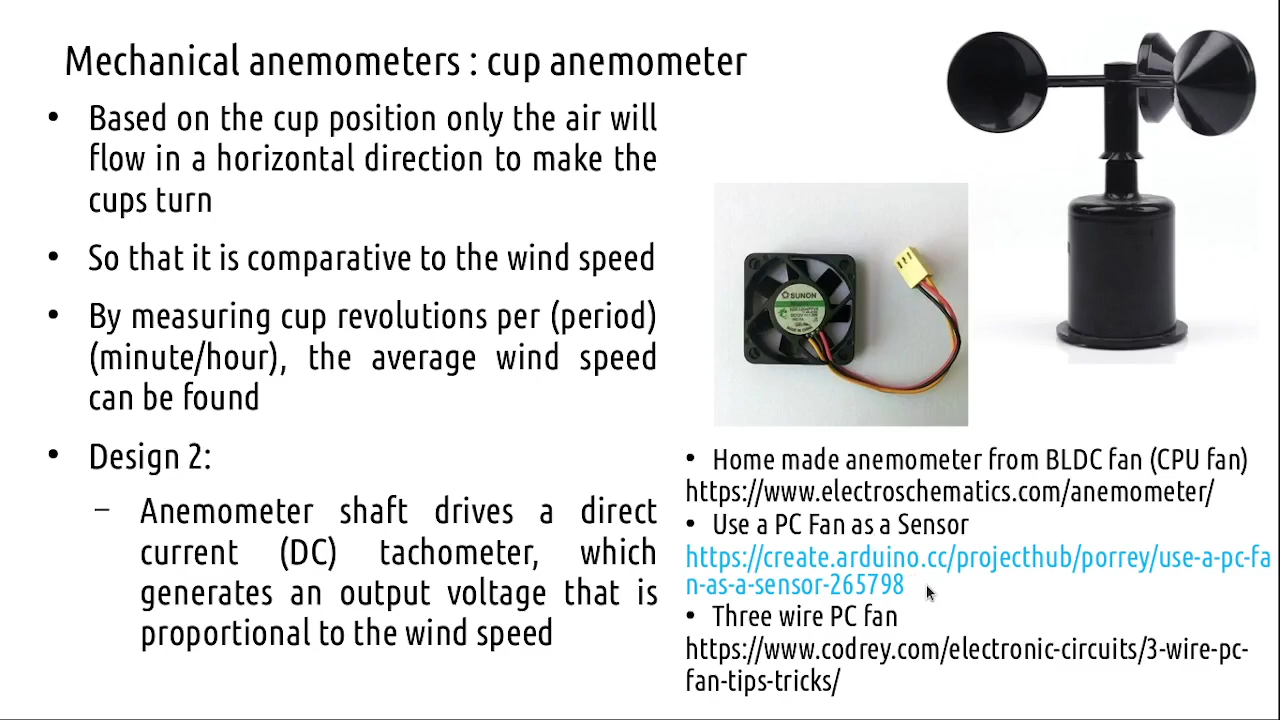 Mechanical anemometers : cup anemometer
• Based on the cup position only the air will
flow in a horizontal direction to make the
cups turn
• So that it is comparative to the wind speed
• By measuring cup revolutions per (period)
(minute/hour), the average wind speed
can be found
• Design 2:
– Anemometer shaft drives a direct
current (DC) tachometer, which
generates an output voltage that is
proportional to the wind speed
SUNON
• Home made anemometer from BLDC fan (CPU fan)
https://www.electroschematics.com/anemometer/
• Use a PC Fan as a Sensor
https://create.arduino.cc/projecthub/porrey/use-a-pc-fa
n-as-a-sensor-265798
• Three wire PC fan
https://www.codrey.com/electronic-circuits/3-wire-pc-
fan-tips-tricks/